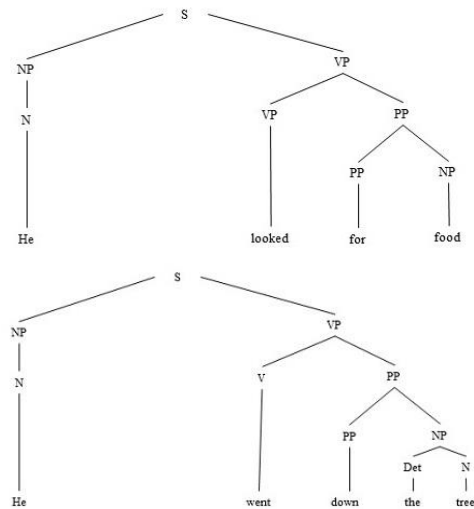 S
NP VP
N VP PP
PP NP
He looked for food
S
NP VP
N V PP
PP NP
Det N
He went down the tree